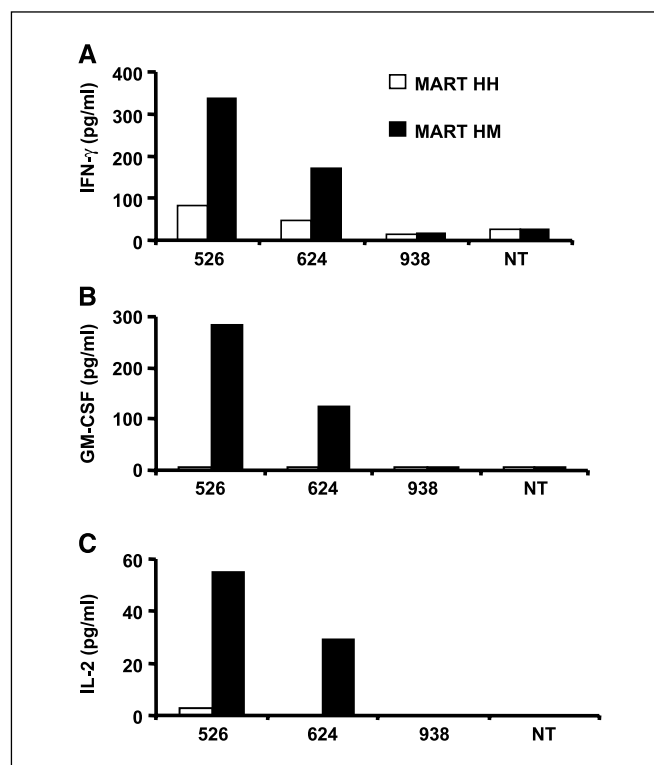 A
IFN-γ (pg/ml)
400
300
200
100
0
MART HH
MART HM
526 624 938 NT
B
GM-CSF (pg/ml)
300
200
100
0
526 624 938 NT
C
IL-2 (pg/ml)
60
40
20
0
526 624 938 NT